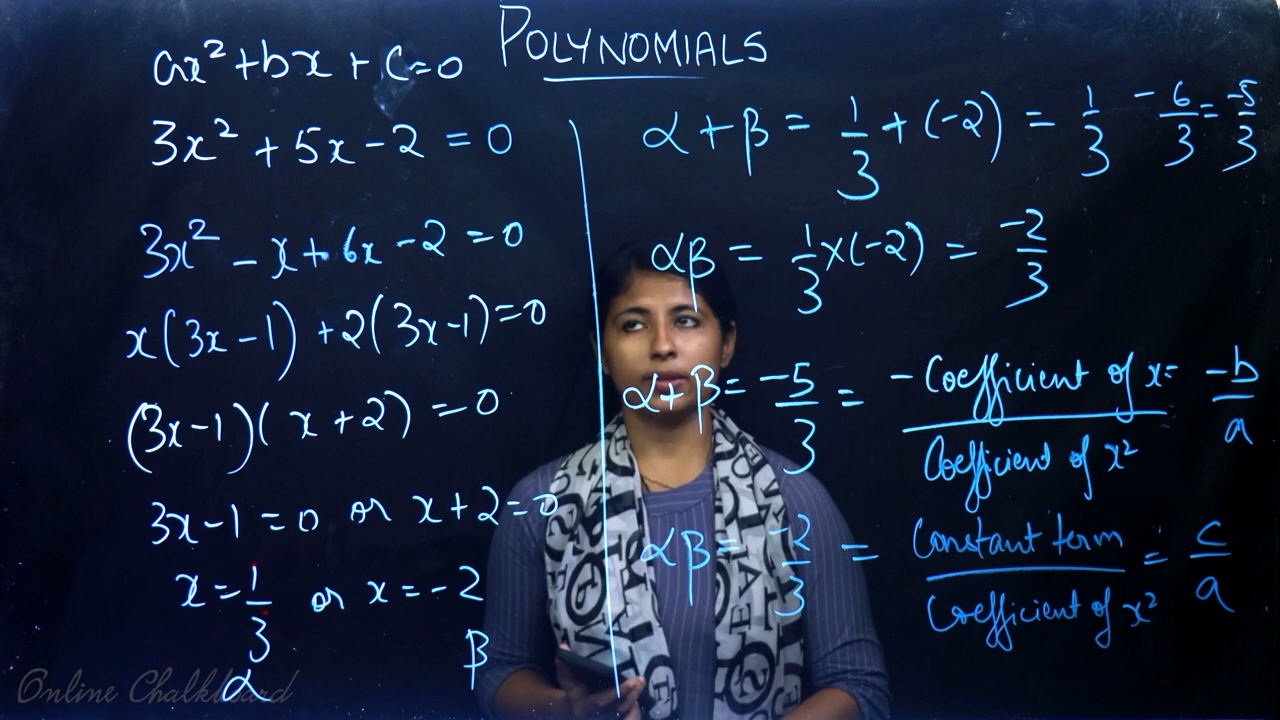 POLYNOMIALS
ax² + bx + c = 0
3x² + 5x - 2 = 0
3x² - x + 6x - 2 = 0
x(3x - 1) + 2(3x - 1) = 0
(3x - 1)(x + 2) = 0
3x - 1 = 0 or x + 2 = 0
x = 1/3 or x = -2
α β
α + β = 1/3 + (-2) = 1/3 - 6/3 = -5/3
αβ = 1/3 × (-2) = -2/3
α + β = -5/3 = -Coefficient of x / Coefficient of x² = -b/a
αβ = -2/3 = Constant term / Coefficient of x² = c/a
Online Chalkboard